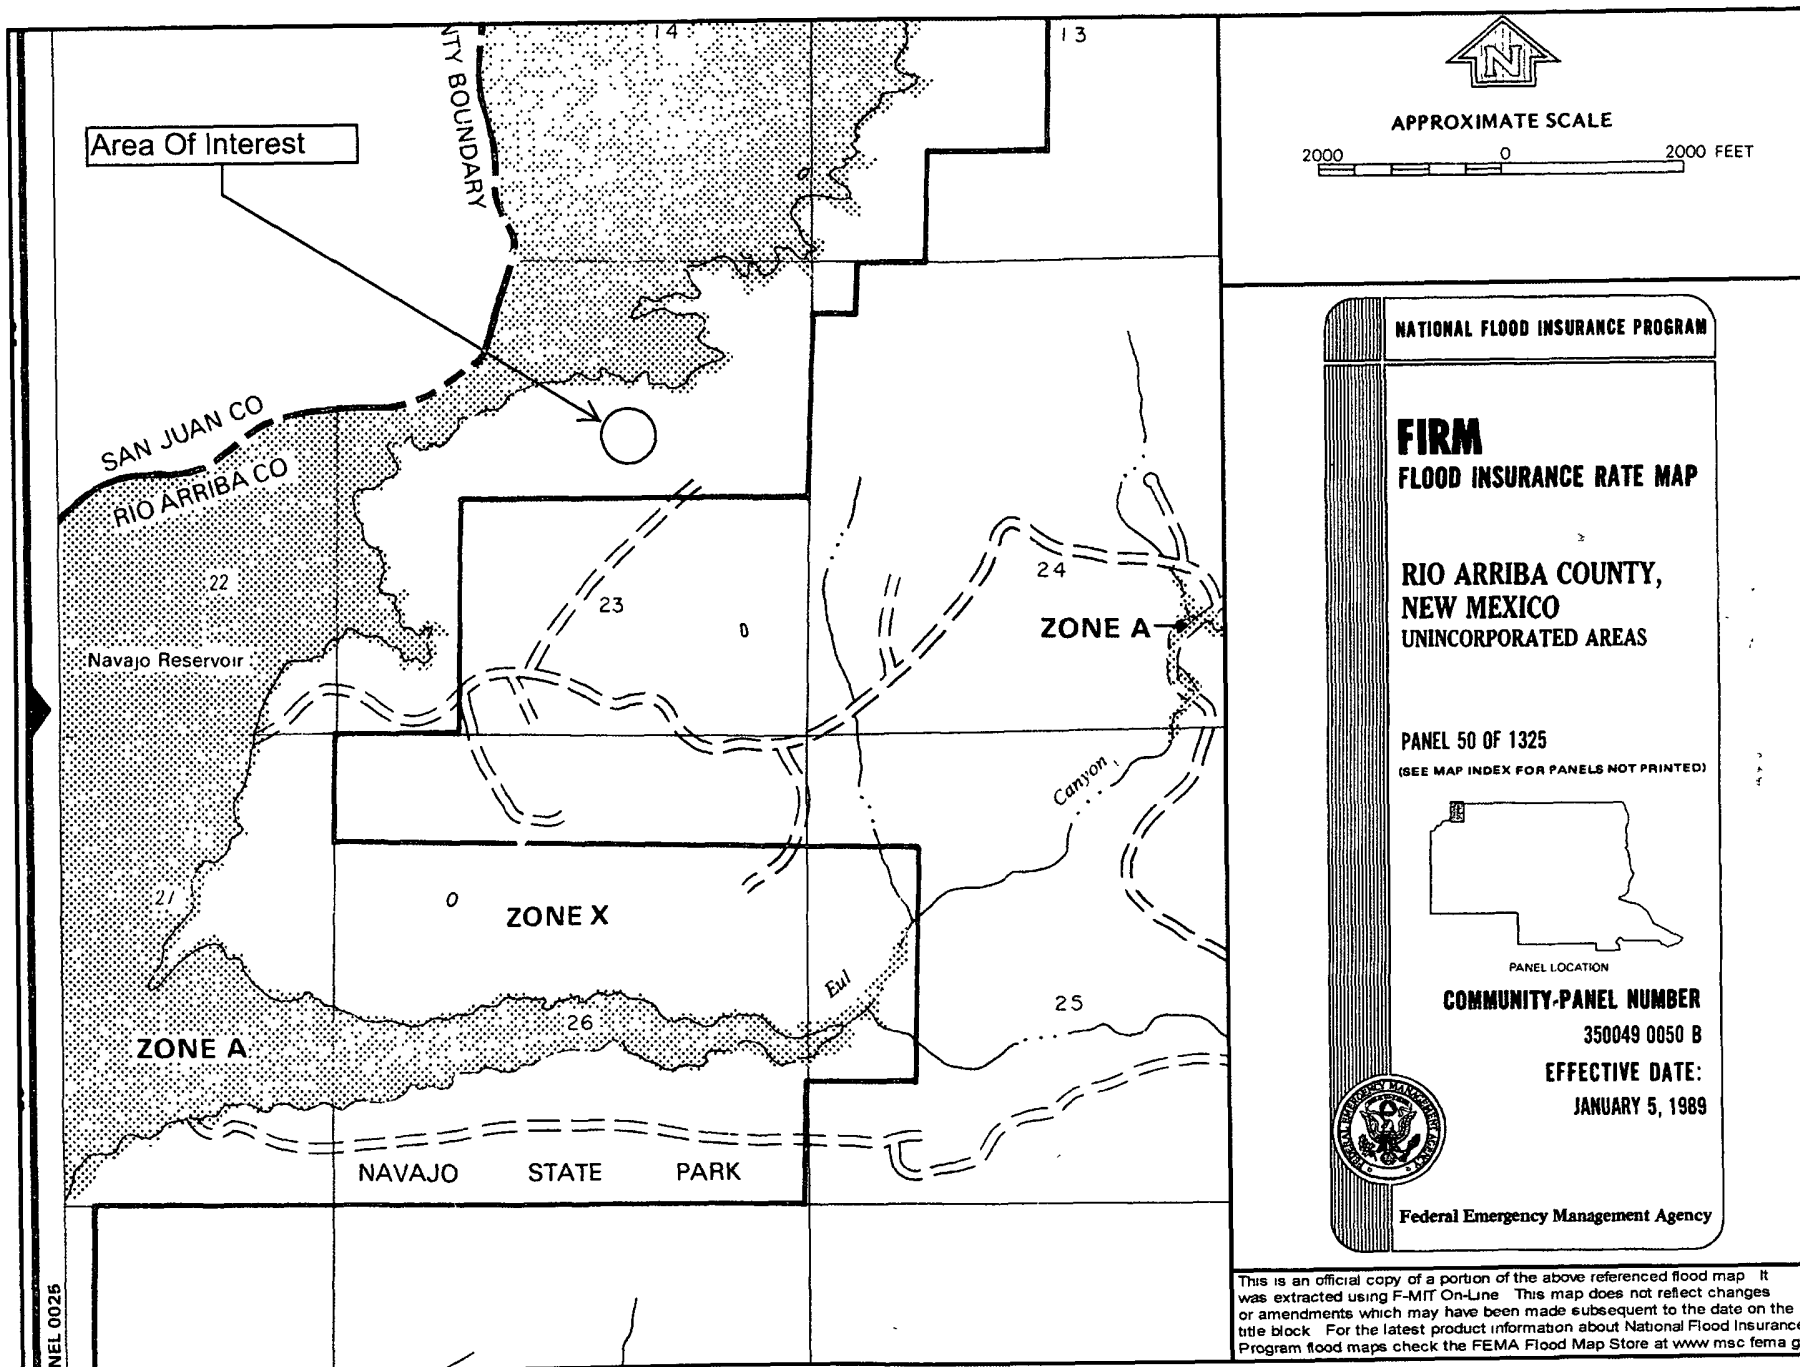 14
13
NTY BOUNDARY
Area Of Interest
SAN JUAN CO
RIO ARRIBA CO
22
23
24
ZONE A
Navajo Reservoir
Canyon
27
ZONE X
Eul
25
26
ZONE A
NAVAJO STATE PARK
NEL 0025
N
APPROXIMATE SCALE
2000 0 2000 FEET
NATIONAL FLOOD INSURANCE PROGRAM
FIRM
FLOOD INSURANCE RATE MAP
RIO ARRIBA COUNTY,
NEW MEXICO
UNINCORPORATED AREAS
PANEL 50 OF 1325
(SEE MAP INDEX FOR PANELS NOT PRINTED)
PANEL LOCATION
COMMUNITY-PANEL NUMBER
350049 0050 B
EFFECTIVE DATE:
JANUARY 5, 1989
FEDERAL EMERGENCY MANAGEMENT AGENCY
Federal Emergency Management Agency
This is an official copy of a portion of the above referenced flood map It
was extracted using F-MIT On-Line This map does not reflect changes
or amendments which may have been made subsequent to the date on the
title block For the latest product information about National Flood Insurance
Program flood maps check the FEMA Flood Map Store at www msc fema g